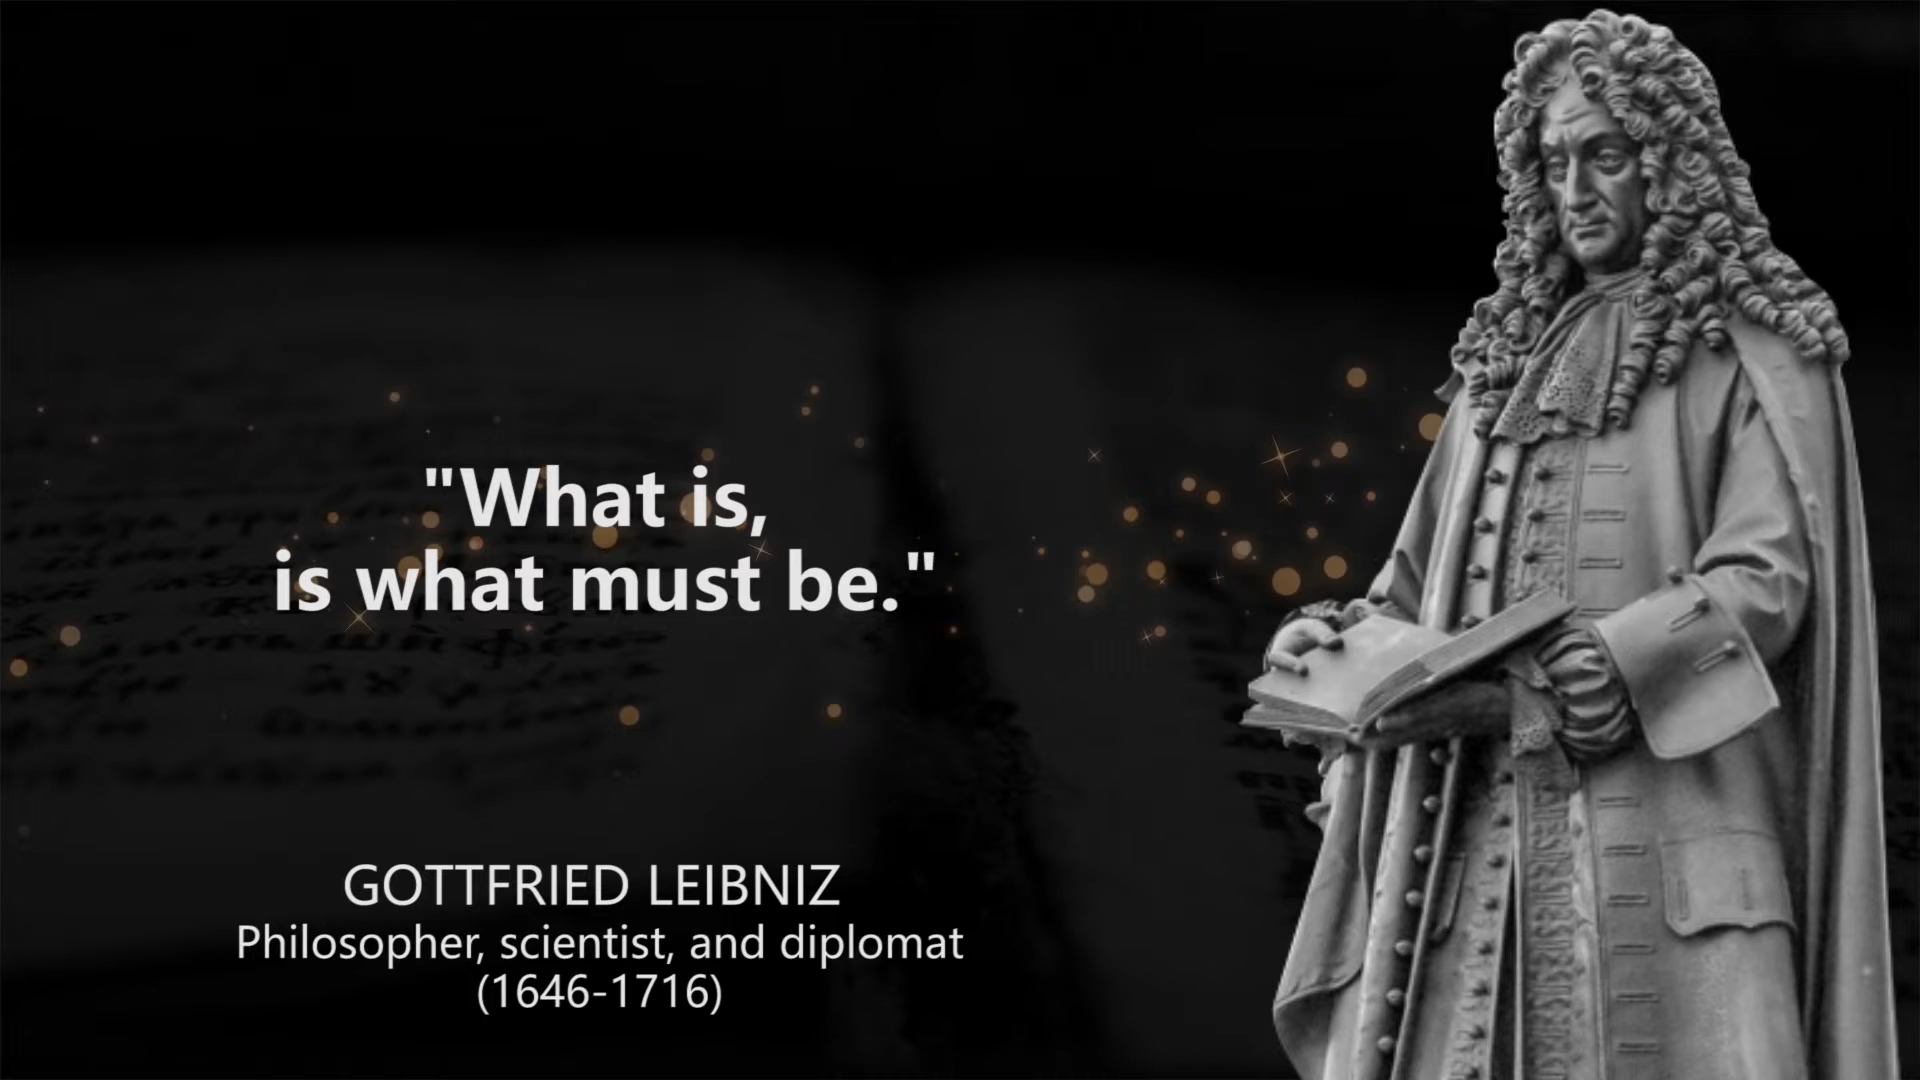 "What is,
is what must be."
GOTTFRIED LEIBNIZ
Philosopher, scientist, and diplomat
(1646-1716)